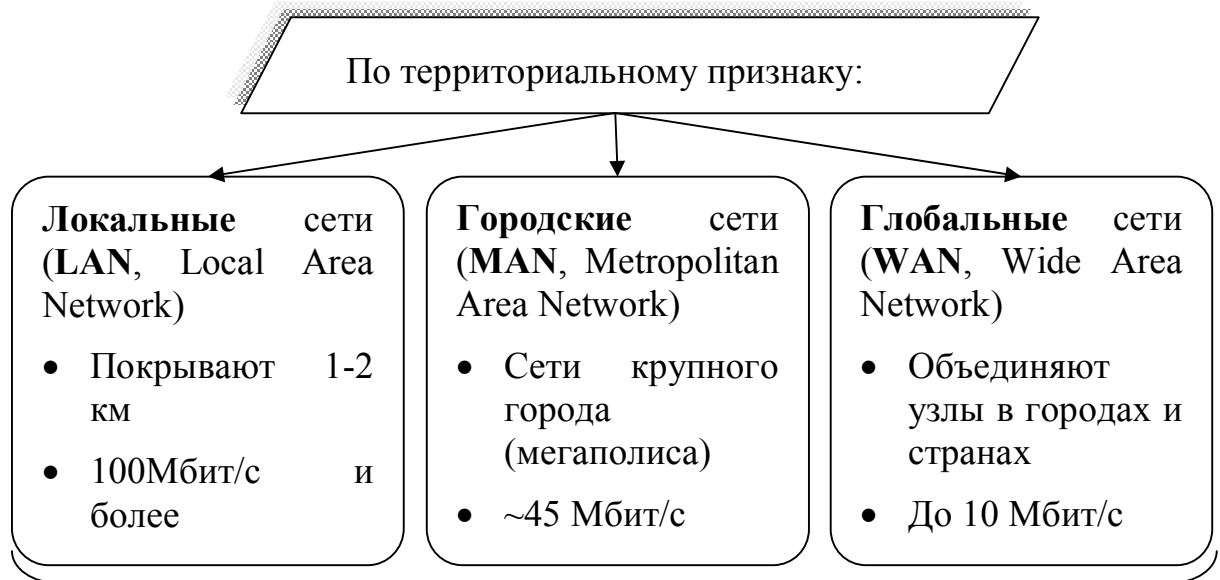 По территориальному признаку:
Локальные сети
(LAN, Local Area
Network)
• Покрывают 1-2
км
• 100Мбит/с и
более
Городские сети
(MAN, Metropolitan
Area Network)
• Сети крупного
города
(мегаполиса)
• ~45 Мбит/с
Глобальные сети
(WAN, Wide Area
Network)
• Объединяют
узлы в городах и
странах
• До 10 Мбит/с